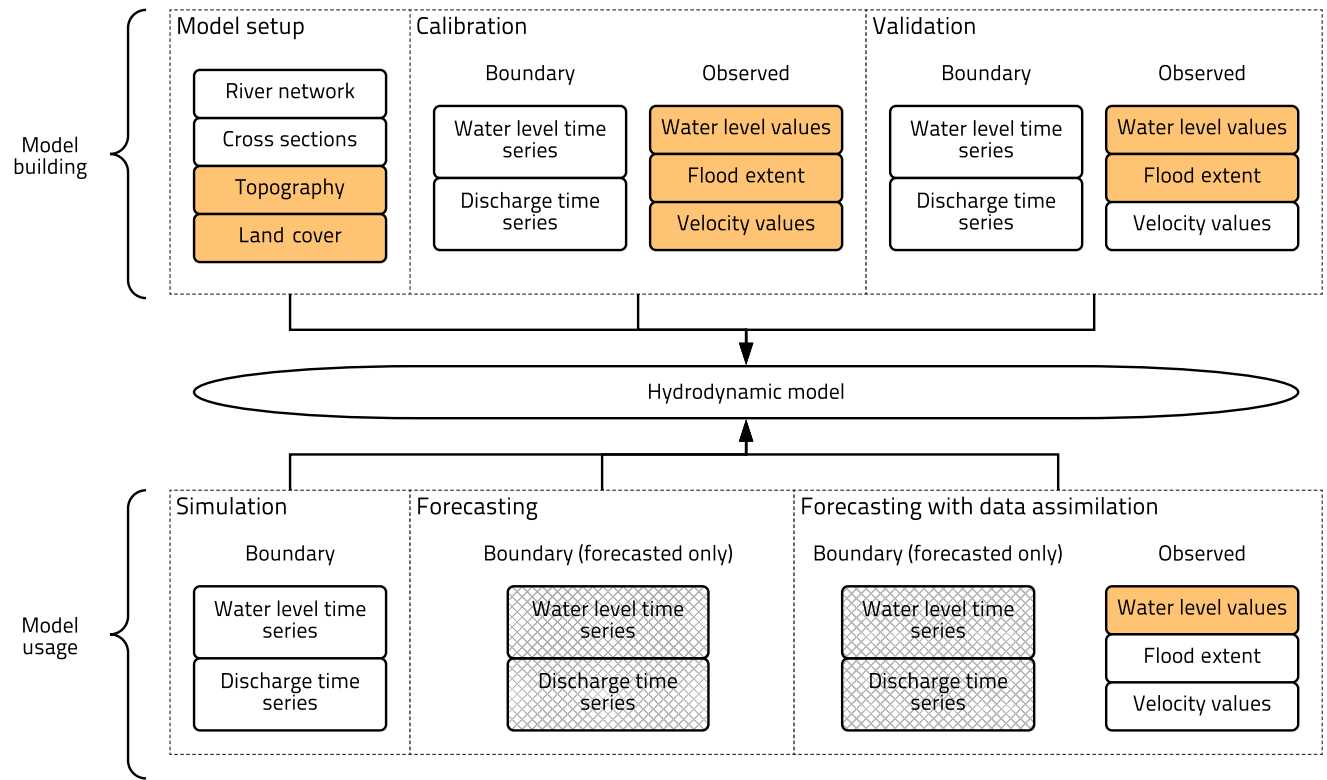 Model setup
River network
Cross sections
Topography
Land cover
Calibration
Boundary
Water level time
series
Discharge time
series
Observed
Water level values
Flood extent
Velocity values
Validation
Boundary
Water level time
series
Discharge time
series
Observed
Water level values
Flood extent
Velocity values
Model
building
Hydrodynamic model
Model
usage
Simulation
Boundary
Water level time
series
Discharge time
series
Forecasting
Boundary (forecasted only)
Water level time
series
Discharge time
series
Forecasting with data assimilation
Boundary (forecasted only)
Water level time
series
Discharge time
series
Observed
Water level values
Flood extent
Velocity values